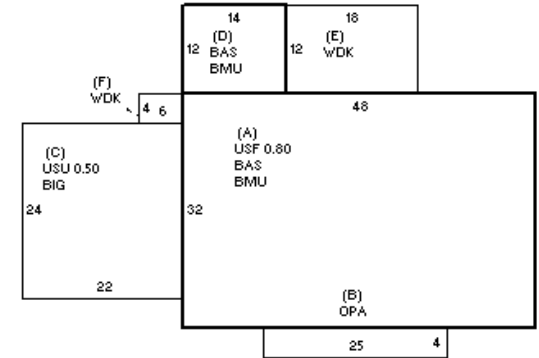 14
(D)
12 BAS
BMU
18
(E)
12 WDK
(F)
WDK
4 6
48
(A)
USF 0.80
BAS
BMU
(C)
USU 0.50
BIG
24
32
22
(B)
OPA
25 4